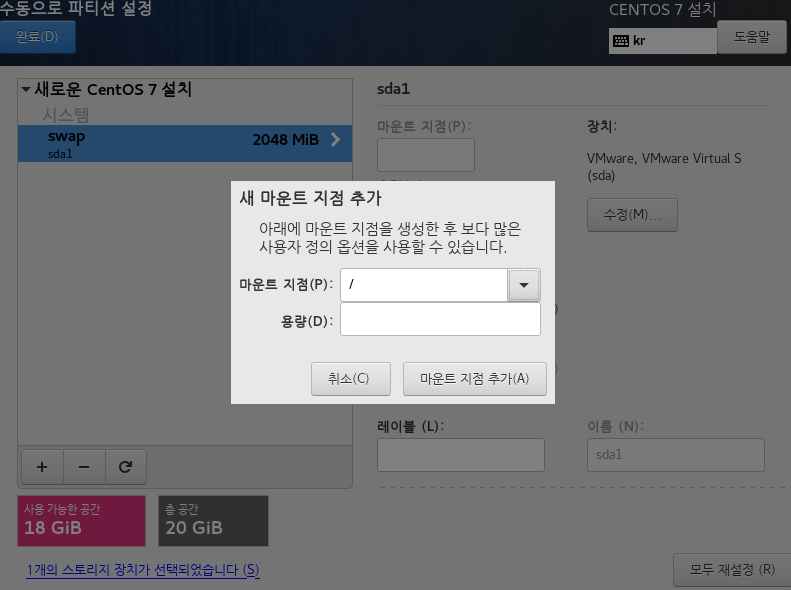 수동으로 파티션 설정
CENTOS 7 설치
완료(D)
kr
도움말
새로운 CentOS 7 설치
시스템
swap
2048 MiB
sda1
sda1
마운트 지점(P):
장치:
VMware, VMware Virtual S
(sda)
수정(M)...
새 마운트 지점 추가
아래에 마운트 지점을 생성한 후 보다 많은
사용자 정의 옵션을 사용할 수 있습니다.
마운트 지점(P):
/
용량(D):
취소(C)
마운트 지점 추가(A)
레이블 (L):
이름 (N):
sda1
+
−
사용 가능한 공간
18 GiB
총 공간
20 GiB
1개의 스토리지 장치가 선택되었습니다 (S)
모두 재설정 (R)